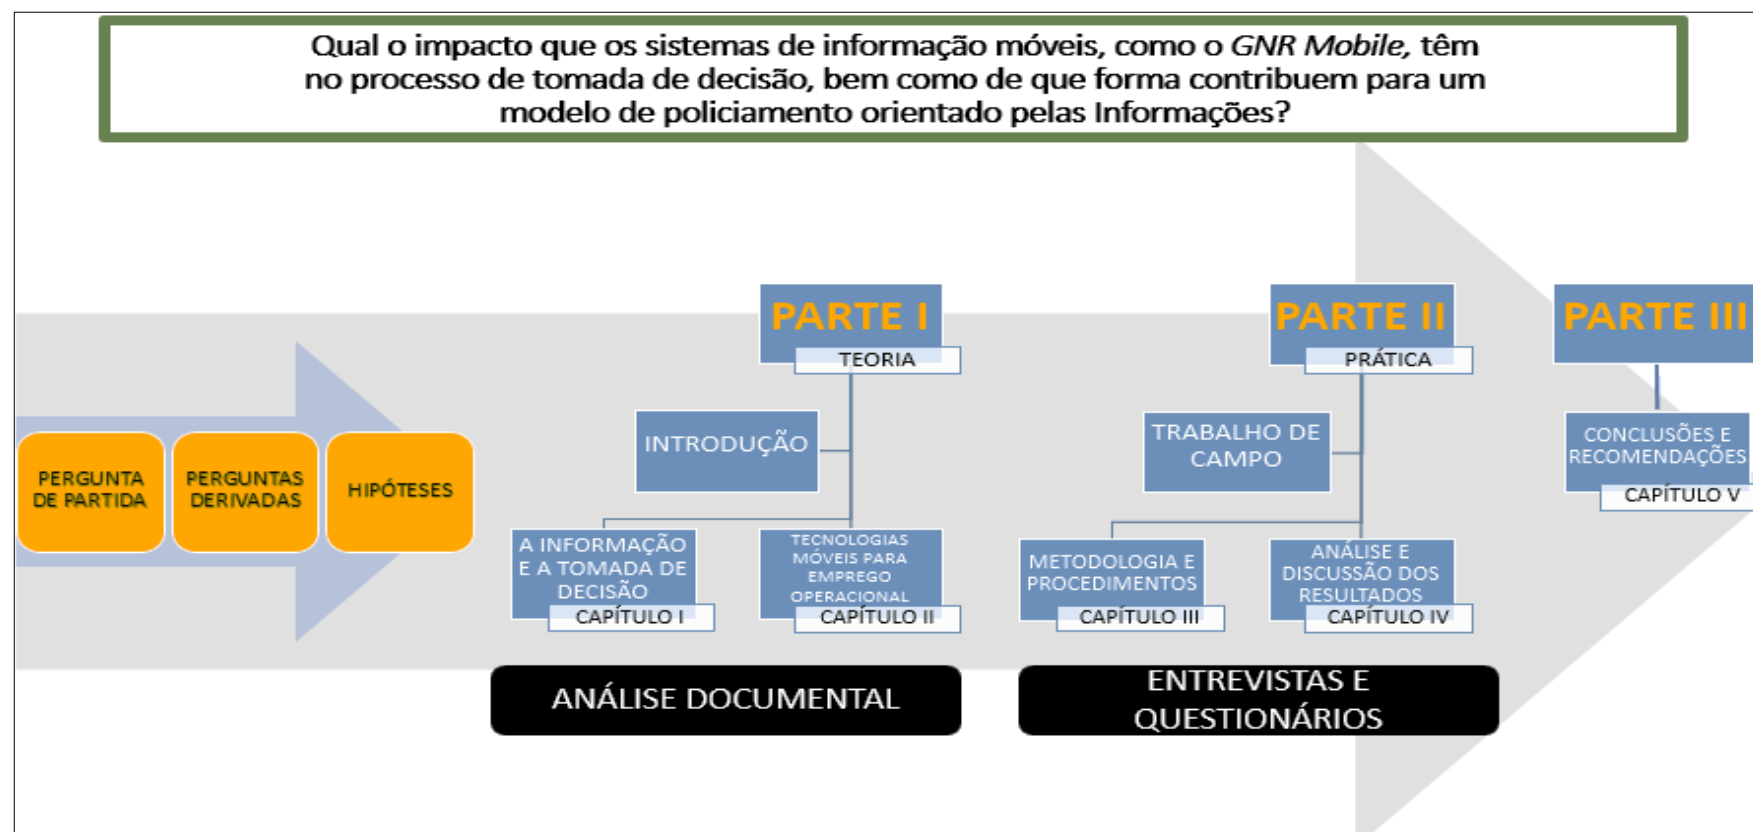 Qual o impacto que os sistemas de informação móveis, como o GNR Mobile, têm
no processo de tomada de decisão, bem como de que forma contribuem para um
modelo de policiamento orientado pelas Informações?
PERGUNTA
DE PARTIDA
PERGUNTAS
DERIVADAS
HIPÓTESES
PARTE I
TEORIA
INTRODUÇÃO
A INFORMAÇÃO
E A TOMADA DE
DECISÃO
CAPÍTULO I
TECNOLOGIAS
MÓVEIS PARA
EMPREGO
OPERACIONAL
CAPÍTULO II
ANÁLISE DOCUMENTAL
PARTE II
PRÁTICA
TRABALHO DE
CAMPO
METODOLOGIA E
PROCEDIMENTOS
CAPÍTULO III
ANÁLISE E
DISCUSSÃO DOS
RESULTADOS
CAPÍTULO IV
ENTREVISTAS E
QUESTIONÁRIOS
PARTE III
CONCLUSÕES E
RECOMENDAÇÕES
CAPÍTULO V